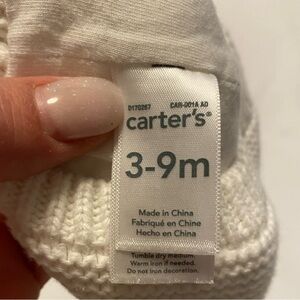 0170267 CAR-001A AD
carter's®
3-9m
Made in China
Fabriqué en Chine
Hecho en China
Tumble dry medium.
Warm iron if needed.
Do not iron decoration.